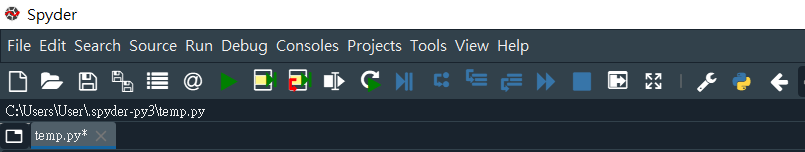 Spyder
File Edit Search Source Run Debug Consoles Projects Tools View Help
@
C:\Users\User\.spyder-py3\temp.py
temp.py*